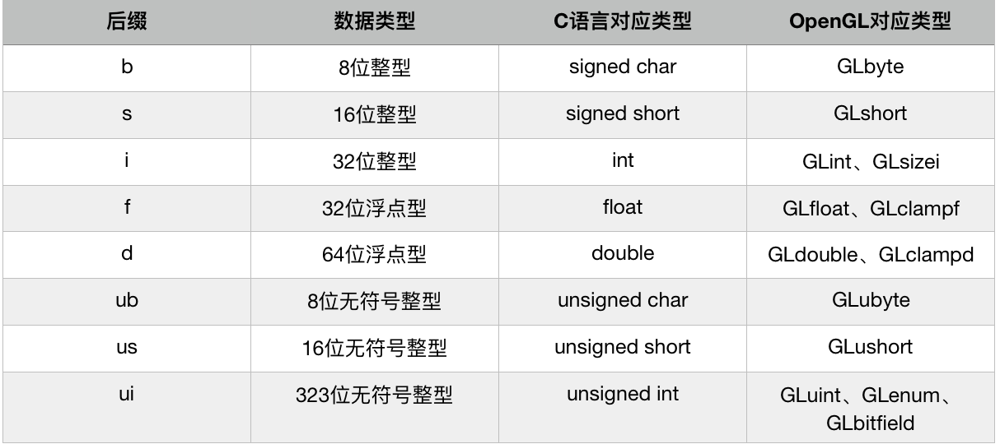 后缀 数据类型 C语言对应类型 OpenGL对应类型
b 8位整型 signed char GLbyte
s 16位整型 signed short GLshort
i 32位整型 int GLint、GLsizei
f 32位浮点型 float GLfloat、GLclampf
d 64位浮点型 double GLdouble、GLclampd
ub 8位无符号整型 unsigned char GLubyte
us 16位无符号整型 unsigned short GLushort
ui 323位无符号整型 unsigned int GLuint、GLenum、
GLbitfield